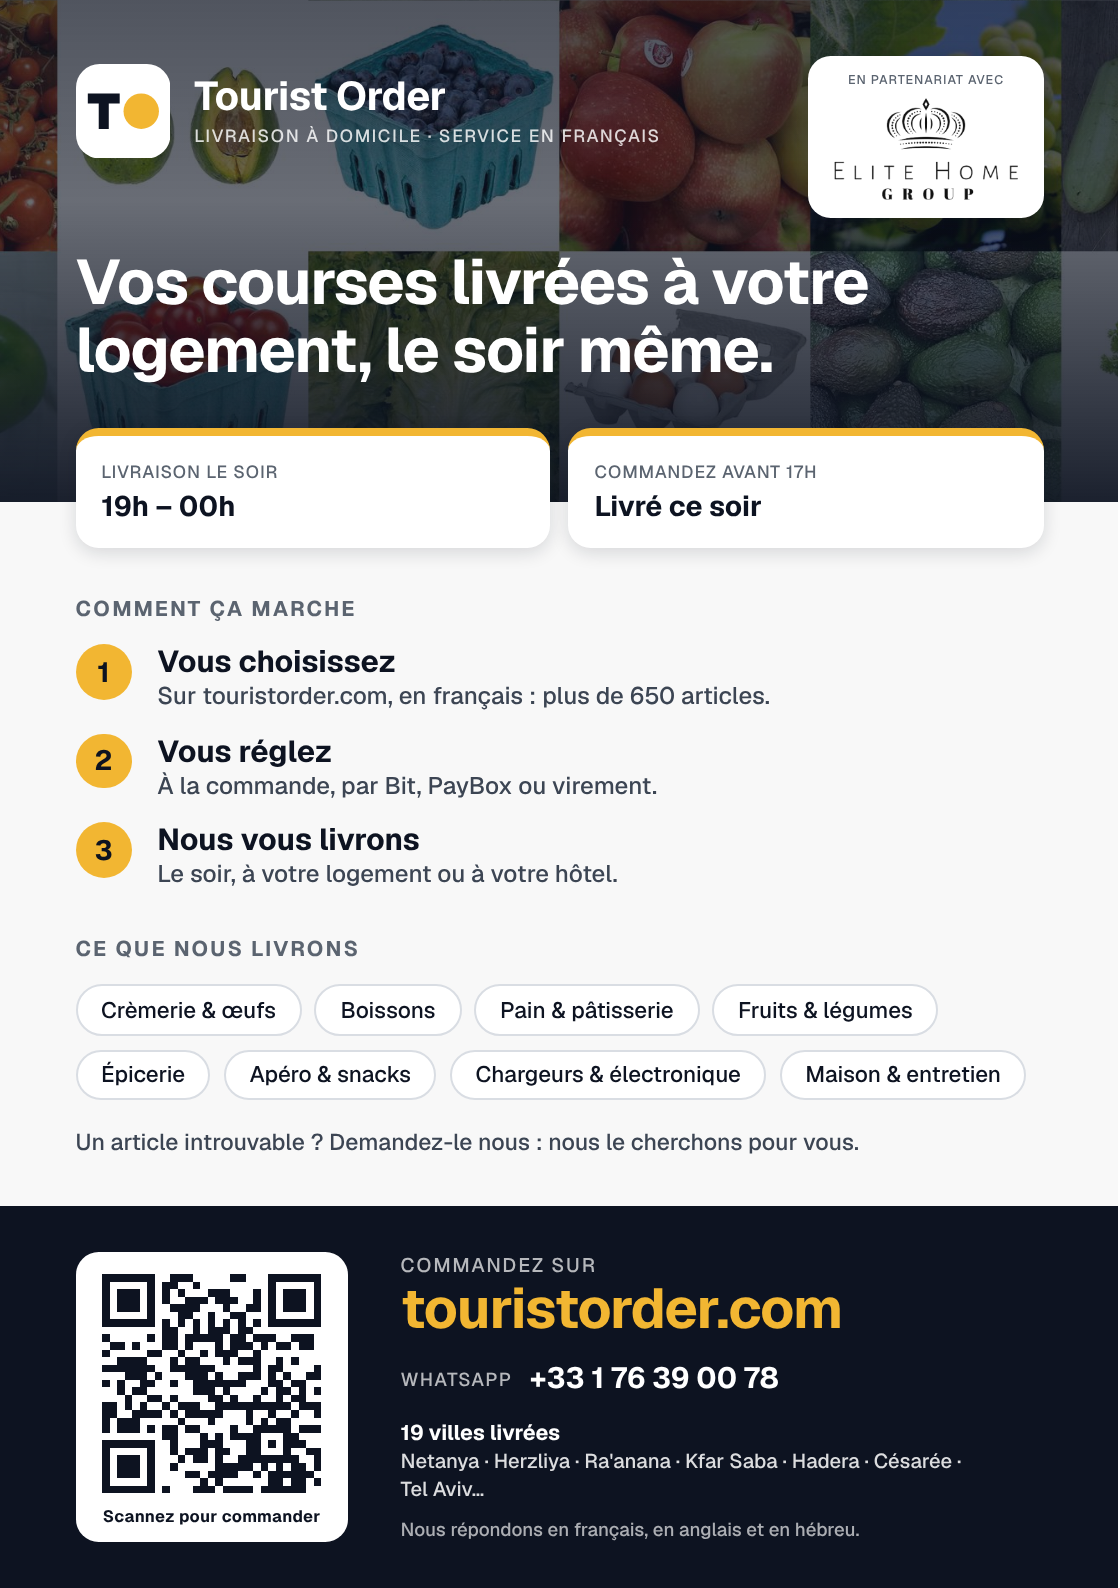 TO
Tourist Order
LIVRAISON À DOMICILE · SERVICE EN FRANÇAIS
EN PARTENARIAT AVEC
ELITE HOME
GROUP
Vos courses livrées à votre
logement, le soir même.
LIVRAISON LE SOIR
19h – 00h
COMMANDEZ AVANT 17H
Livré ce soir
COMMENT ÇA MARCHE
1
Vous choisissez
Sur touristorder.com, en français : plus de 650 articles.
2
Vous réglez
À la commande, par Bit, PayBox ou virement.
3
Nous vous livrons
Le soir, à votre logement ou à votre hôtel.
CE QUE NOUS LIVRONS
Crèmerie & œufs
Boissons
Pain & pâtisserie
Fruits & légumes
Épicerie
Apéro & snacks
Chargeurs & électronique
Maison & entretien
Un article introuvable ? Demandez-le nous : nous le cherchons pour vous.
Scannez pour commander
COMMANDEZ SUR
touristorder.com
WHATSAPP +33 1 76 39 00 78
19 villes livrées
Netanya · Herzliya · Ra'anana · Kfar Saba · Hadera · Césarée ·
Tel Aviv…
Nous répondons en français, en anglais et en hébreu.